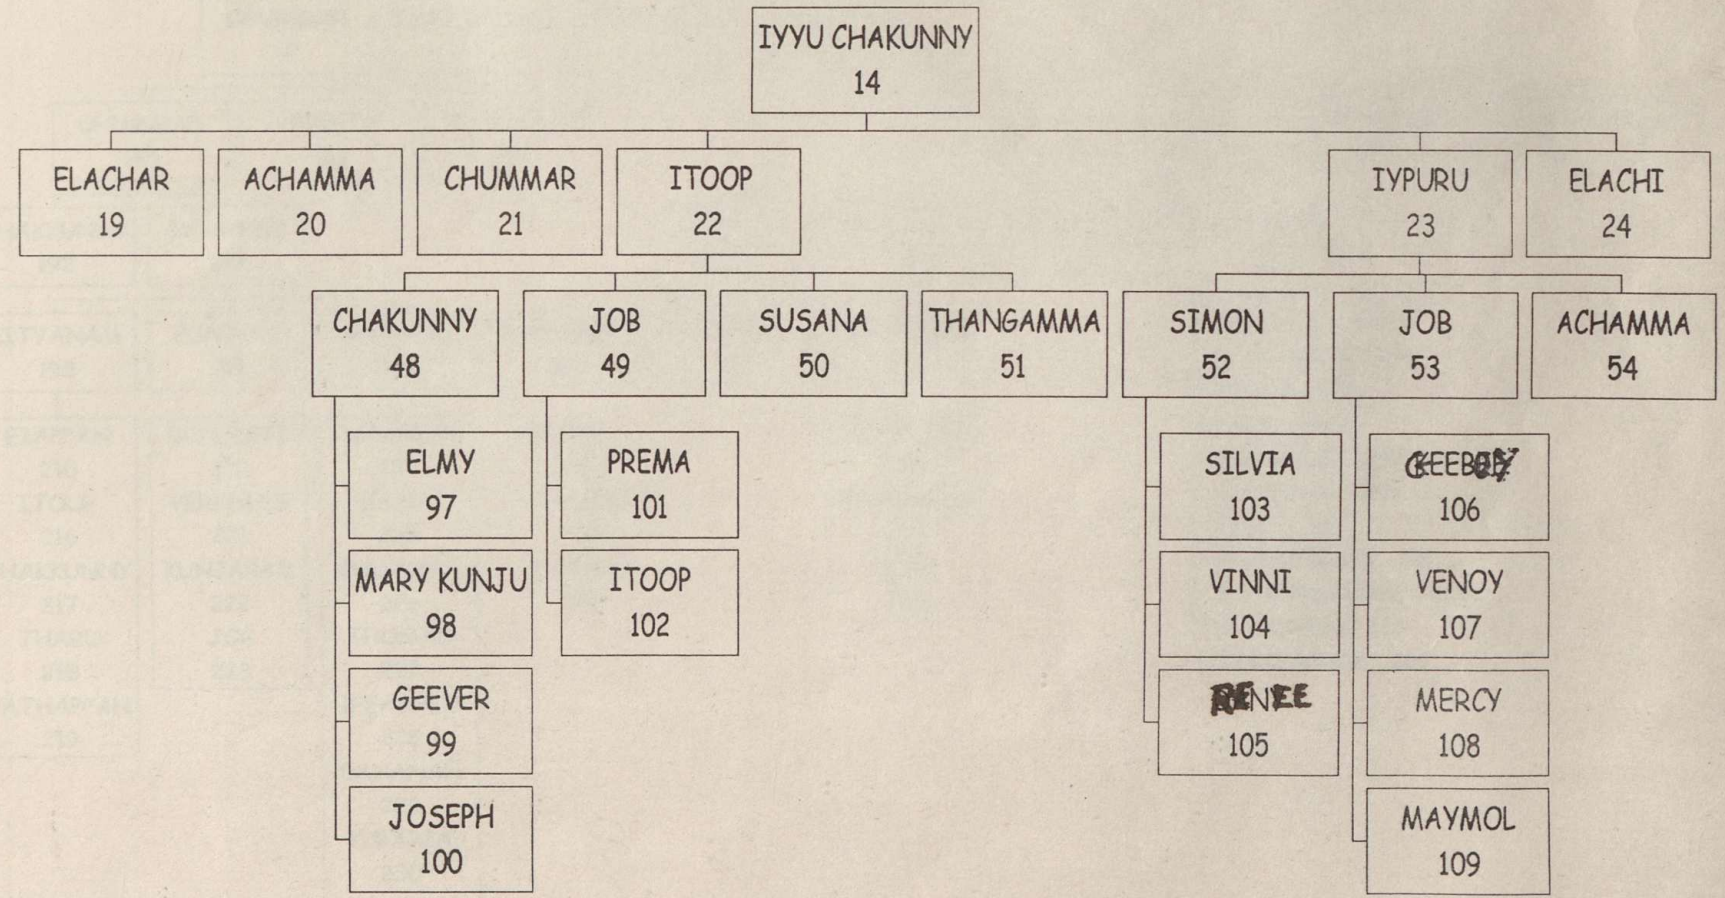 IYYU CHAKUNNY
14
ELACHAR
19
ACHAMMA
20
CHUMMAR
21
ITOOP
22
IYPURU
23
ELACHI
24
CHAKUNNY
48
JOB
49
SUSANA
50
THANGAMMA
51
SIMON
52
JOB
53
ACHAMMA
54
ELMY
97
MARY KUNJU
98
GEEVER
99
JOSEPH
100
PREMA
101
ITOOP
102
SILVIA
103
VINNI
104
RENEE
105
106
VENOY
107
MERCY
108
MAYMOL
109